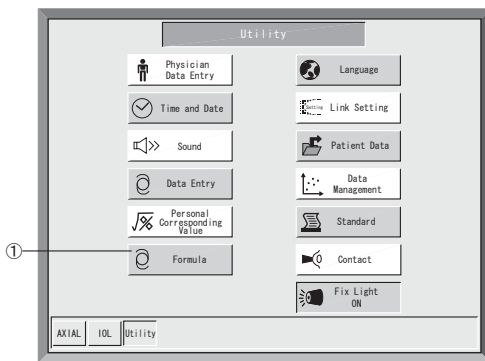 Utility
Physician
Data Entry
Time and Date
Sound
Data Entry
Personal
Corresponding
Value
① Formula
Language
Setting Link Setting
Patient Data
Data
Management
Standard
Contact
Fix Light
ON
AXIAL IOL Utility